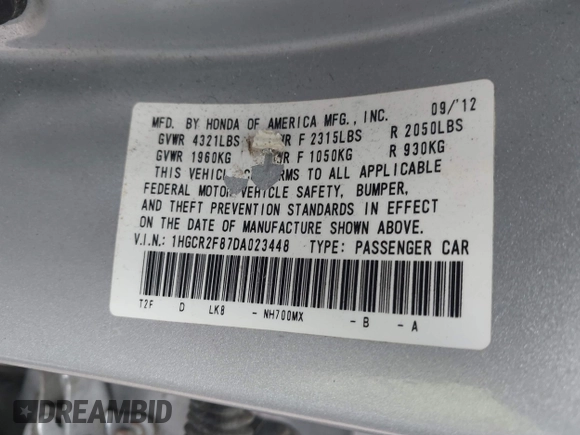 MFD. BY HONDA OF AMERICA MFG., INC. 09/'12
GVWR 4321LBS F 2315LBS R 2050LBS
GVWR 1960KG F 1050KG R 930KG
THIS VEHIC RMS TO ALL APPLICABLE
FEDERAL MOTOR VEHICLE SAFETY, BUMPER,
AND THEFT PREVENTION STANDARDS IN EFFECT
ON THE DATE OF MANUFACTURE SHOWN ABOVE.
V.I.N.: 1HGCR2F87DA023448 TYPE: PASSENGER CAR
T2F D LK8 - NH700MX - B - A
DREAMBID